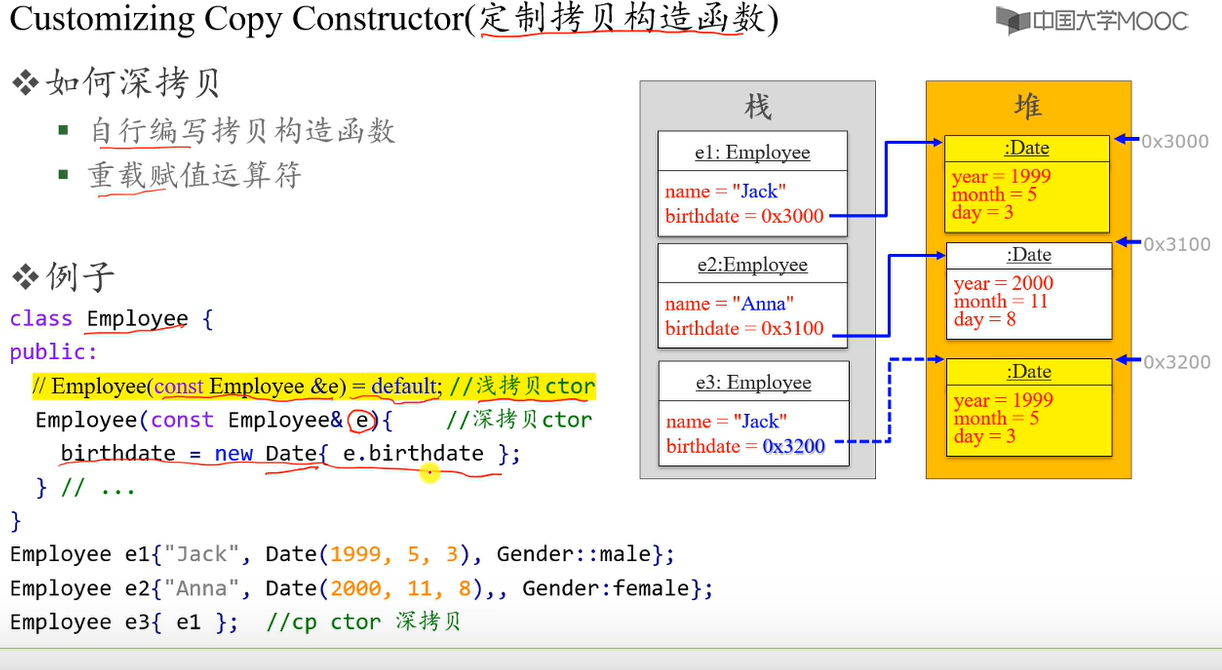 Customizing Copy Constructor(定制拷贝构造函数)
中国大学MOOC
❖如何深拷贝
▪ 自行编写拷贝构造函数
▪ 重载赋值运算符
❖例子
class Employee {
public:
// Employee(const Employee &e) = default; //浅拷贝ctor
Employee(const Employee& e){ //深拷贝ctor
birthdate = new Date{ e.birthdate };
} // ...
}
Employee e1{"Jack", Date(1999, 5, 3), Gender::male};
Employee e2{"Anna", Date(2000, 11, 8),, Gender:female};
Employee e3{ e1 }; //cp ctor 深拷贝
栈
e1: Employee
name = "Jack"
birthdate = 0x3000
e2:Employee
name = "Anna"
birthdate = 0x3100
e3: Employee
name = "Jack"
birthdate = 0x3200
堆
:Date
year = 1999
month = 5
day = 3
:Date
year = 2000
month = 11
day = 8
:Date
year = 1999
month = 5
day = 3
0x3000
0x3100
0x3200